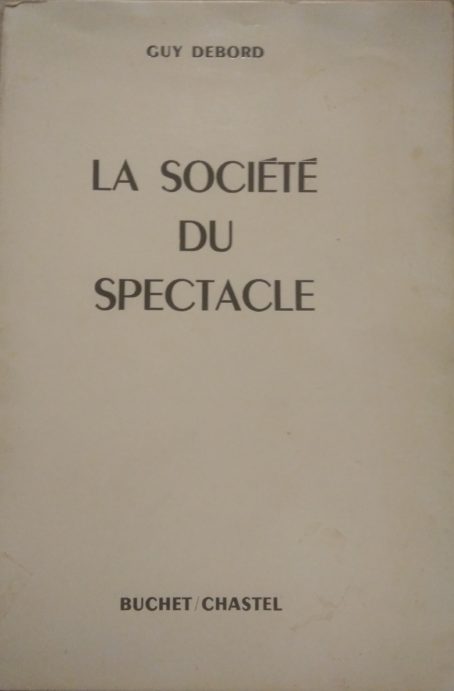 GUY DEBORD
LA SOCIÉTÉ
DU
SPECTACLE
BUCHET/CHASTEL